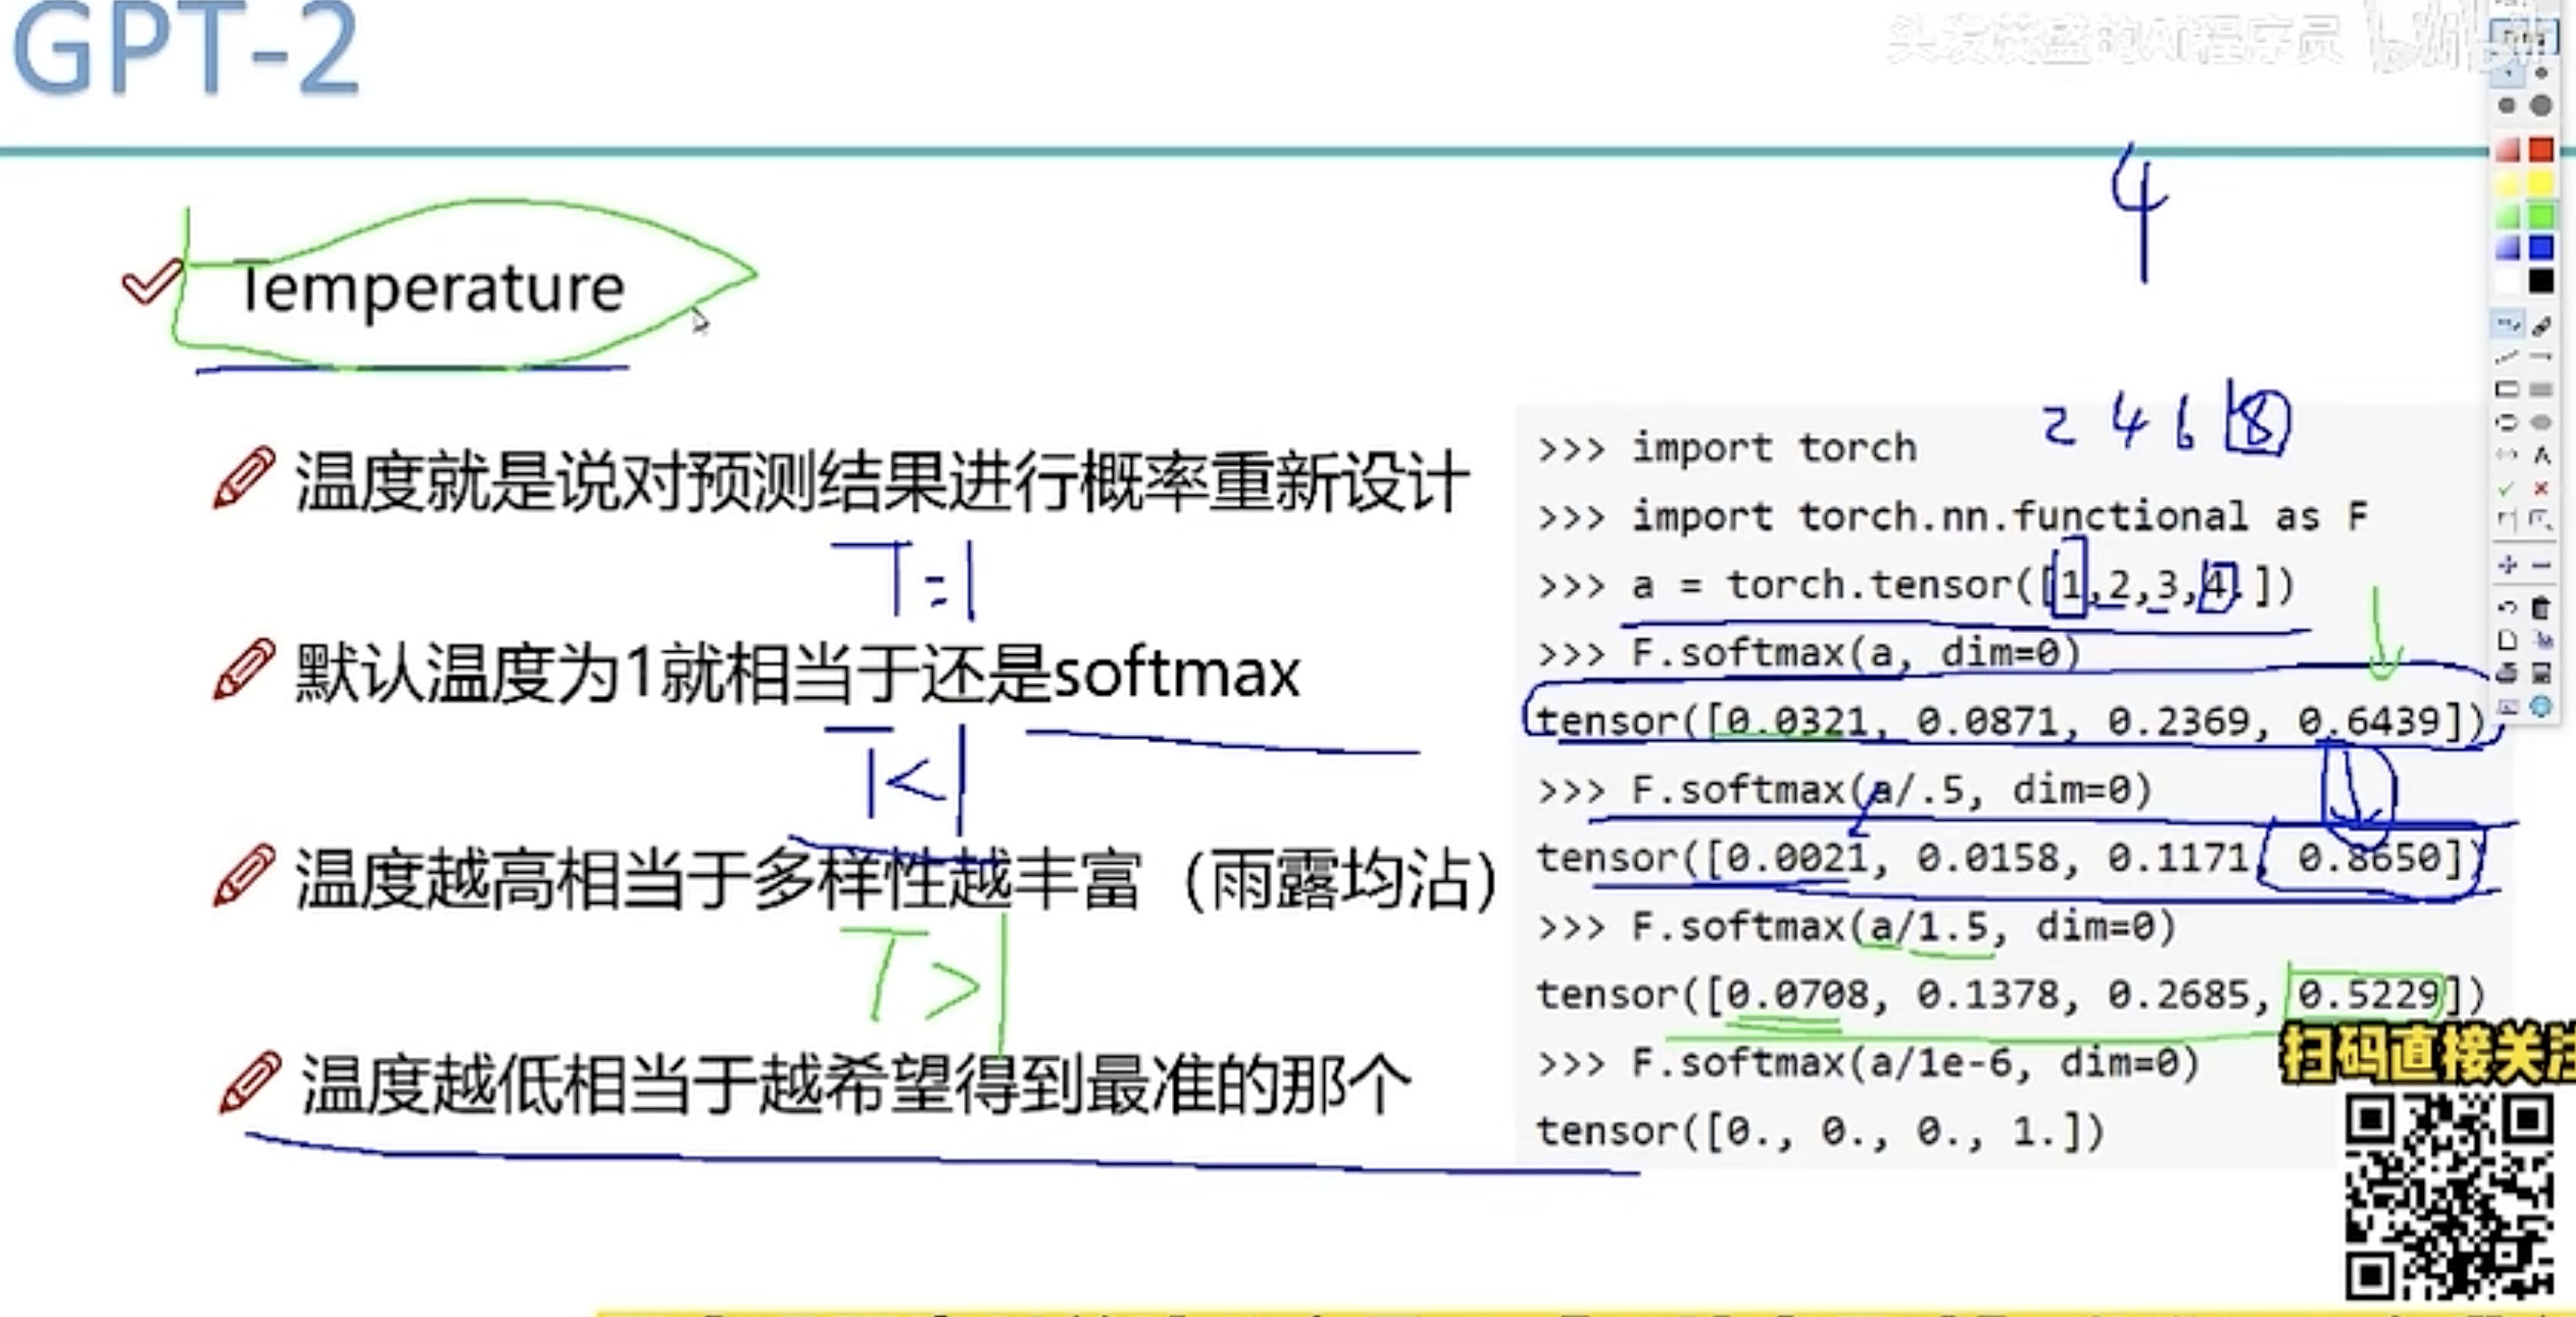 GPT-2
头发茂盛的AI程序员
4
Temperature
温度就是说对预测结果进行概率重新设计
T=1
默认温度为1就相当于还是softmax
T<1
温度越高相当于多样性越丰富（雨露均沾）
T>1
温度越低相当于越希望得到最准的那个
2 4 6 8
>>> import torch
>>> import torch.nn.functional as F
>>> a = torch.tensor([1,2,3,4.])
>>> F.softmax(a, dim=0)
tensor([0.0321, 0.0871, 0.2369, 0.6439])
>>> F.softmax(a/.5, dim=0)
tensor([0.0021, 0.0158, 0.1171, 0.8650])
>>> F.softmax(a/1.5, dim=0)
tensor([0.0708, 0.1378, 0.2685, 0.5229])
>>> F.softmax(a/1e-6, dim=0)
tensor([0., 0., 0., 1.])
扫码直接关注